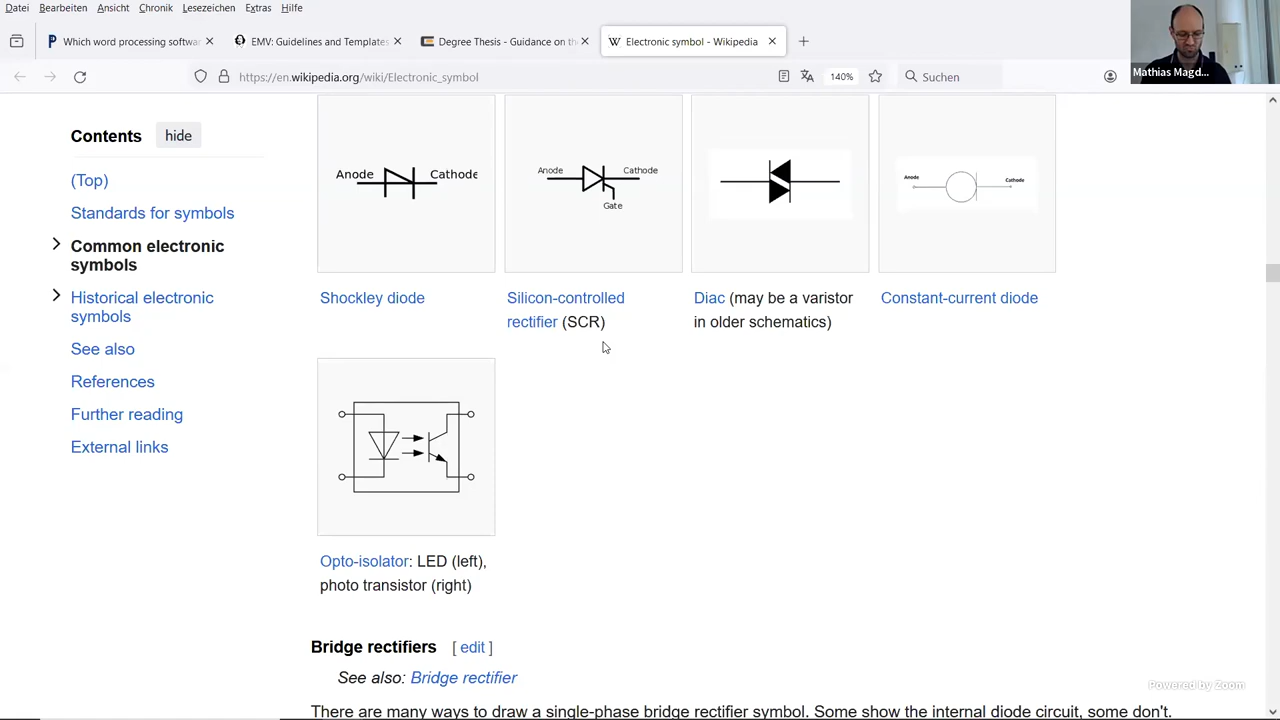 Datei Bearbeiten Ansicht Chronik Lesezeichen Extras Hilfe
Which word processing softwar
EMV: Guidelines and Templates
Degree Thesis - Guidance on th
Electronic symbol - Wikipedia
https://en.wikipedia.org/wiki/Electronic_symbol
140%
Suchen
Mathias Magd...
Contents hide
(Top)
Standards for symbols
Common electronic
symbols
Historical electronic
symbols
See also
References
Further reading
External links
Anode Cathode
Anode Cathode
Gate
Anode Cathode
Shockley diode
Silicon-controlled
rectifier (SCR)
Diac (may be a varistor
in older schematics)
Constant-current diode
Opto-isolator: LED (left),
photo transistor (right)
Bridge rectifiers [ edit ]
See also: Bridge rectifier
Powered by Zoom
There are many ways to draw a single-phase bridge rectifier symbol. Some show the internal diode circuit, some don't.